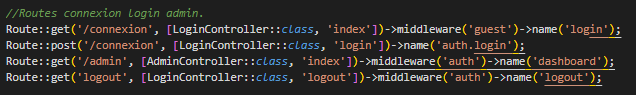 //Routes connexion login admin.
Route::get('/connexion', [LoginController::class, 'index'])->middleware('guest')->name('login');
Route::post('/connexion', [LoginController::class, 'login'])->name('auth.login');
Route::get('/admin', [AdminController::class, 'index'])->middleware('auth')->name('dashboard');
Route::get('logout', [LoginController::class, 'logout'])->middleware('auth')->name('logout');